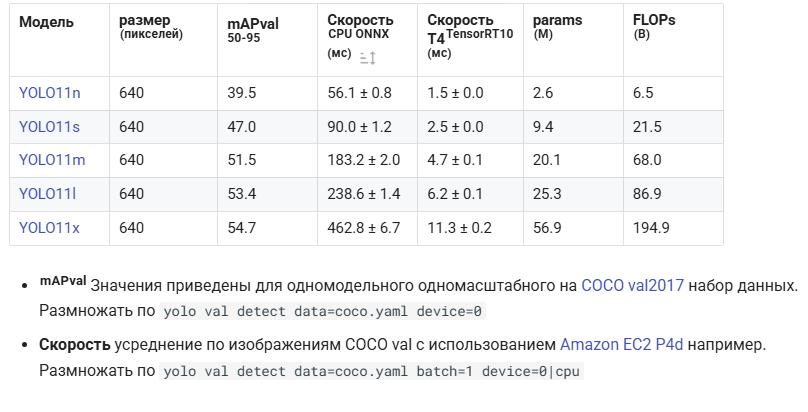 Модель размер (пикселей) mAPval 50-95 Скорость CPU ONNX (мс) Скорость T4TensorRT10 (мс) params (M) FLOPs (B)
YOLO11n 640 39.5 56.1 ± 0.8 1.5 ± 0.0 2.6 6.5
YOLO11s 640 47.0 90.0 ± 1.2 2.5 ± 0.0 9.4 21.5
YOLO11m 640 51.5 183.2 ± 2.0 4.7 ± 0.1 20.1 68.0
YOLO11l 640 53.4 238.6 ± 1.4 6.2 ± 0.1 25.3 86.9
YOLO11x 640 54.7 462.8 ± 6.7 11.3 ± 0.2 56.9 194.9
• mAPval Значения приведены для одномодельного одномасштабного на COCO val2017 набор данных.
Размножать по yolo val detect data=coco.yaml device=0
• Скорость усреднение по изображениям COCO val с использованием Amazon EC2 P4d например.
Размножать по yolo val detect data=coco.yaml batch=1 device=0|cpu